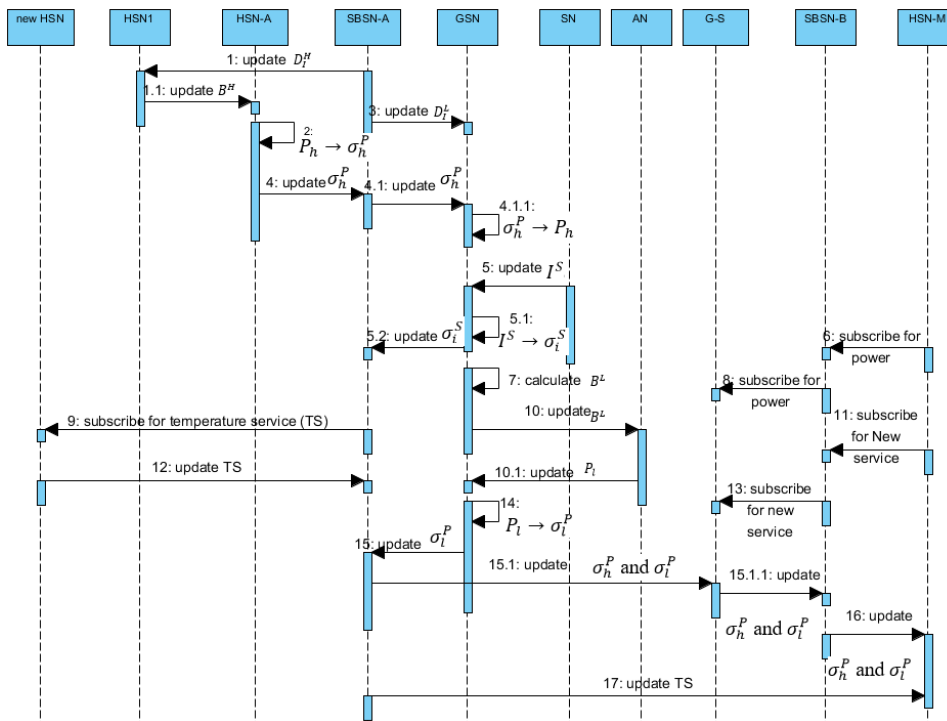 new HSN HSN1 HSN-A SBSN-A GSN SN AN G-S SBSN-B HSN-M
1: update D_i^H
1.1: update B^H
3: update D_i^L
2:
P_h → σ_h^P
4: update σ_h^P
4.1: update σ_h^P
4.1.1:
σ_h^P → P_h
5: update I^S
5.1:
I^S → σ_i^S
5.2: update σ_i^S
6: subscribe for
power
7: calculate B^L
8: subscribe for
power
9: subscribe for temperature service (TS)
10: update B^L
11: subscribe
for New
service
12: update TS
10.1: update P_l
13: subscribe
for new
service
14:
P_l → σ_l^P
15: update σ_l^P
15.1: update σ_h^P and σ_l^P
15.1.1: update
σ_h^P and σ_l^P
16: update
σ_h^P and σ_l^P
17: update TS